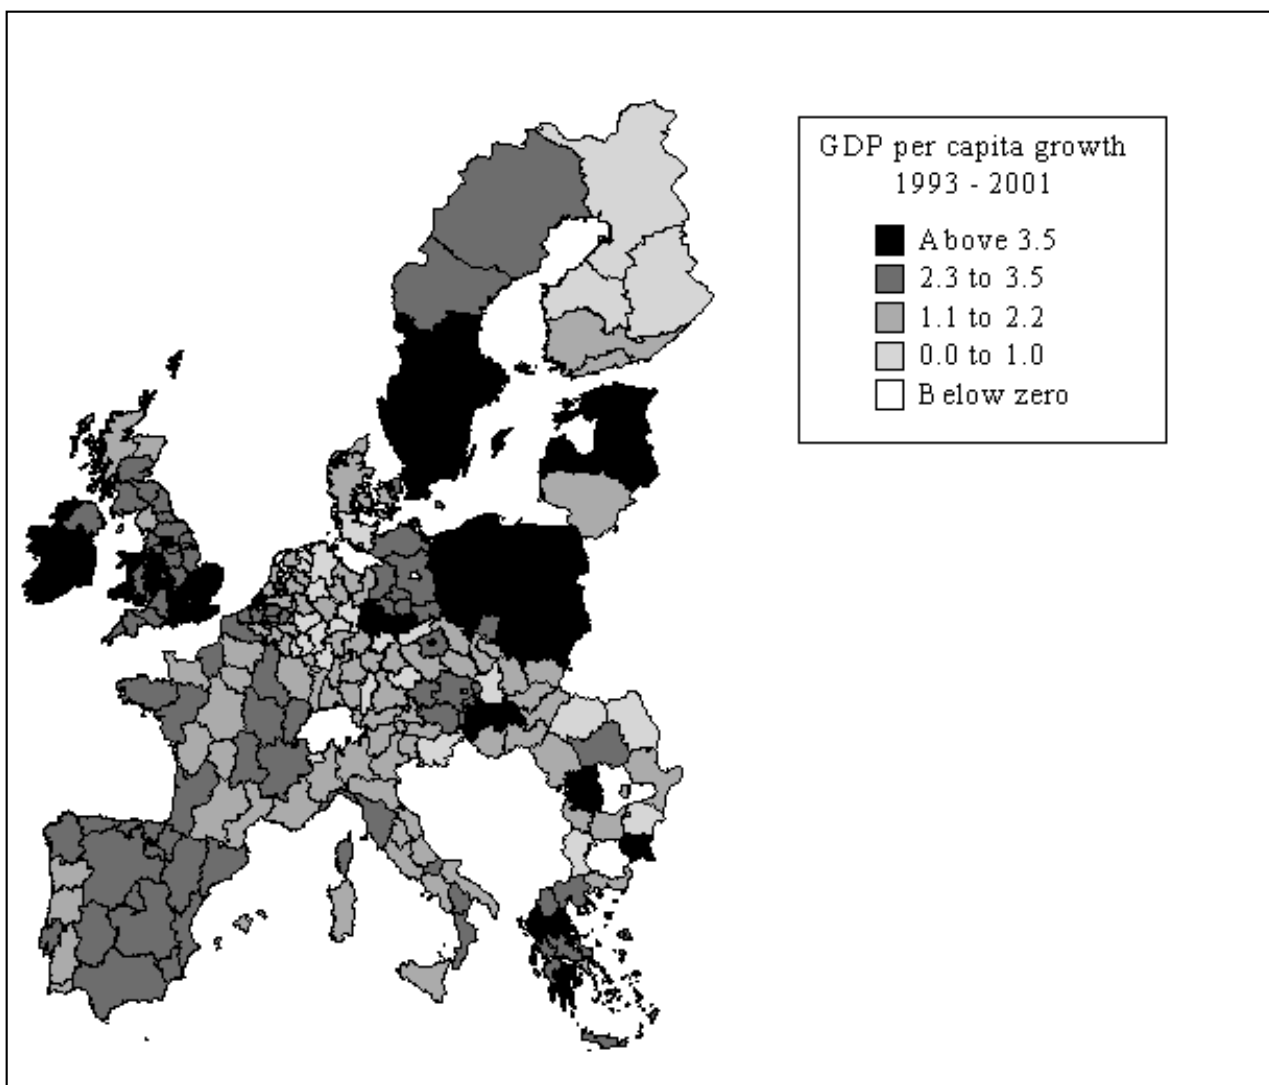 GDP per capita growth
1993 - 2001
Above 3.5
2.3 to 3.5
1.1 to 2.2
0.0 to 1.0
Below zero